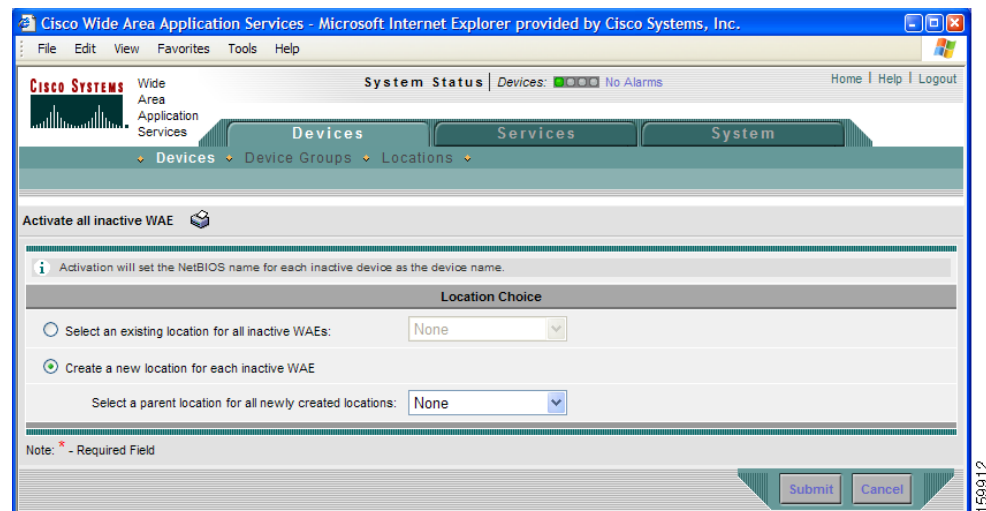 Cisco Wide Area Application Services - Microsoft Internet Explorer provided by Cisco Systems, Inc.
File Edit View Favorites Tools Help
CISCO SYSTEMS
Wide
Area
Application
Services
System Status Devices: No Alarms
Home | Help | Logout
Devices Services System
Devices Device Groups Locations
Activate all inactive WAE
i Activation will set the NetBIOS name for each inactive device as the device name.
Location Choice
Select an existing location for all inactive WAEs: None
Create a new location for each inactive WAE
Select a parent location for all newly created locations: None
Note: * - Required Field
Submit Cancel
159912